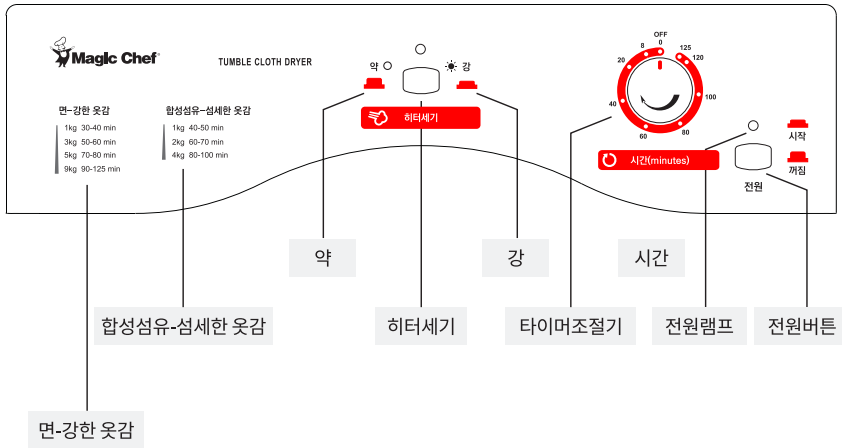 Magic Chef
TUMBLE CLOTH DRYER
면-강한 옷감
1kg 30-40 min
3kg 50-60 min
5kg 70-80 min
9kg 90-125 min
합성섬유-섬세한 옷감
1kg 40-50 min
2kg 60-70 min
4kg 80-100 min
약
강
히터세기
OFF
0
8
20
40
60
80
100
120
125
시간(minutes)
시작
꺼짐
전원
약
강
시간
합성섬유-섬세한 옷감
히터세기
타이머조절기
전원램프
전원버튼
면-강한 옷감